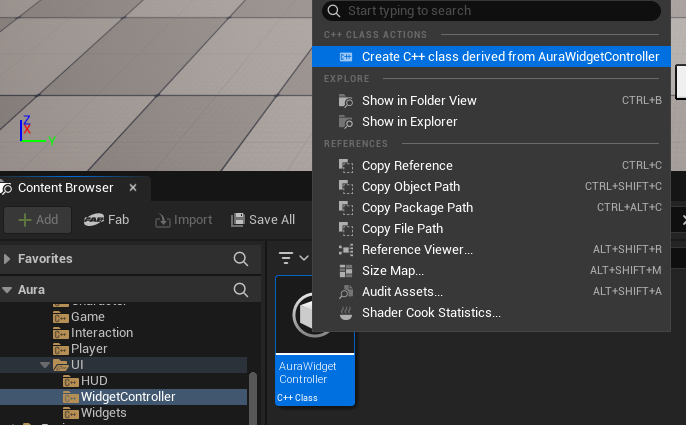 Start typing to search
C++ CLASS ACTIONS
Create C++ class derived from AuraWidgetController
EXPLORE
Show in Folder View CTRL+B
Show in Explorer
REFERENCES
Copy Reference CTRL+C
Copy Object Path CTRL+SHIFT+C
Copy Package Path CTRL+ALT+C
Copy File Path
Reference Viewer... ALT+SHIFT+R
Size Map... ALT+SHIFT+M
Audit Assets... ALT+SHIFT+A
Shader Cook Statistics...
Z
X
Y
Content Browser
Add Fab Import Save All
Favorites
Aura
Character
Game
Interaction
Player
UI
HUD
WidgetController
Widgets
AuraWidget
Controller
C++ Class